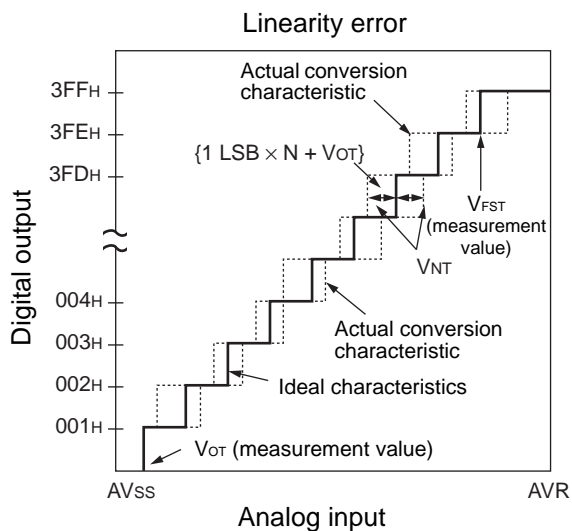 Linearity error
Actual conversion
characteristic
3FFH
3FEH
{1 LSB × N + VOT}
3FDH
VFST
(measurement
value)
VNT
Digital output
004H
Actual conversion
characteristic
003H
002H
Ideal characteristics
001H
VOT (measurement value)
AVSS
AVR
Analog input